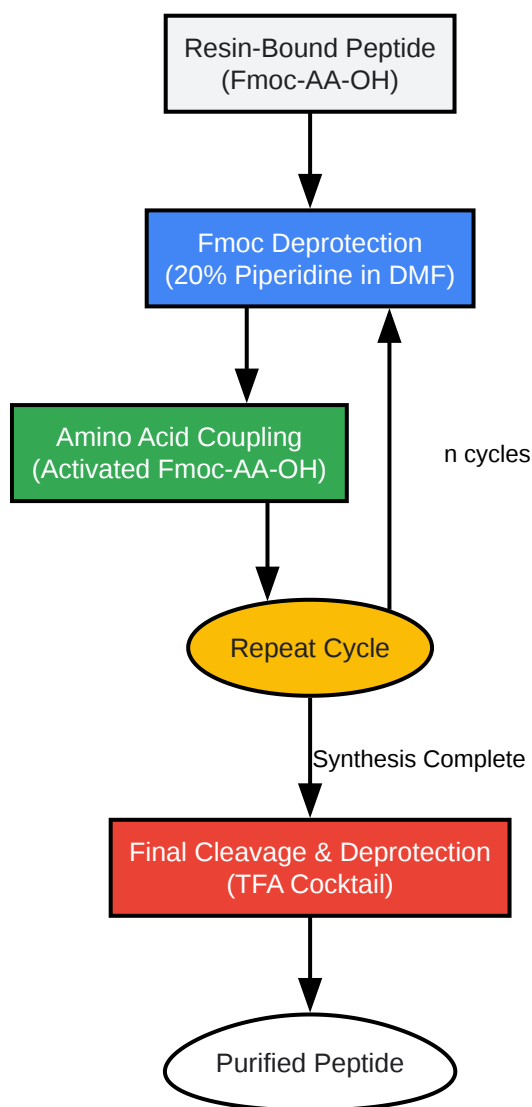 Resin-Bound Peptide
(Fmoc-AA-OH)
Fmoc Deprotection
(20% Piperidine in DMF)
Amino Acid Coupling
(Activated Fmoc-AA-OH)
n cycles
Repeat Cycle
Synthesis Complete
Final Cleavage & Deprotection
(TFA Cocktail)
Purified Peptide